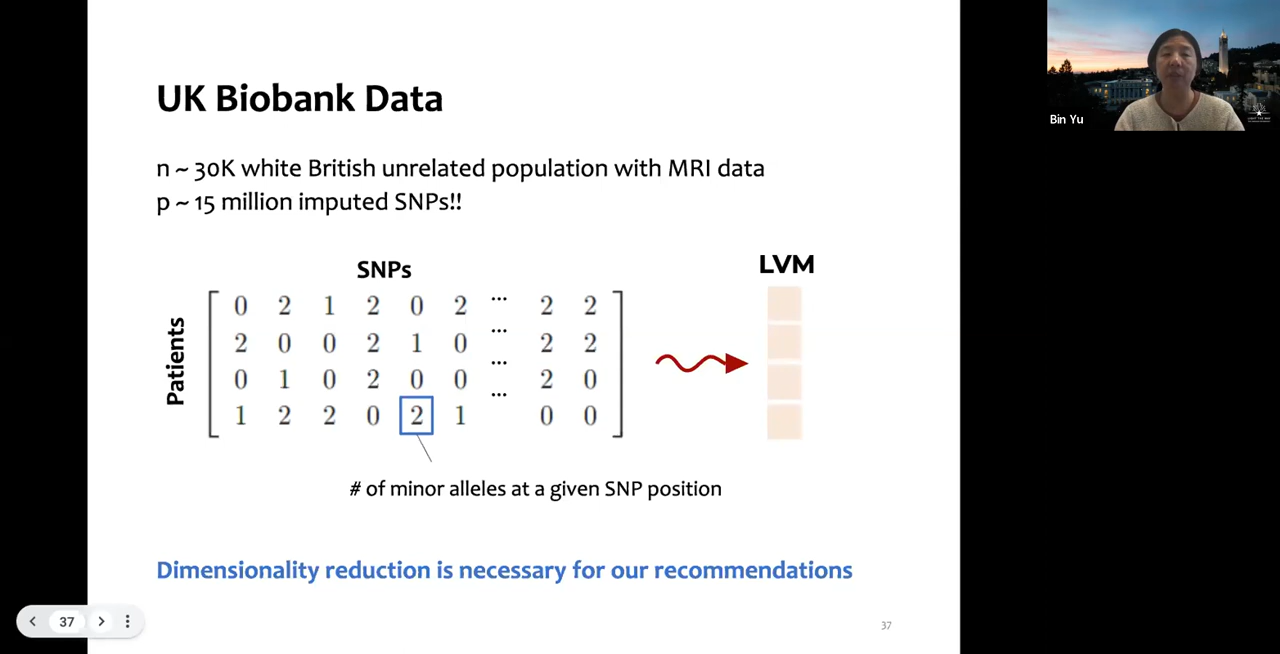 UK Biobank Data
n ~ 30K white British unrelated population with MRI data
p ~ 15 million imputed SNPs!!
SNPs
LVM
Patients
0 2 1 2 0 2 ... 2 2
2 0 0 2 1 0 ... 2 2
0 1 0 2 0 0 ... 2 0
1 2 2 0 2 1 ... 0 0
# of minor alleles at a given SNP position
Dimensionality reduction is necessary for our recommendations
37
37
Bin Yu